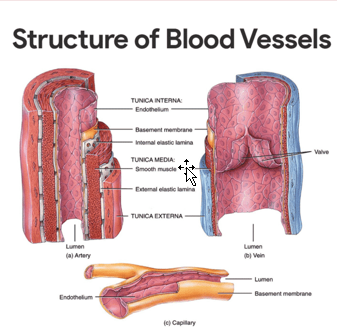 Structure of Blood Vessels
TUNICA INTERNA:
Endothelium
Basement membrane
Internal elastic lamina
TUNICA MEDIA:
Smooth muscle
Valve
External elastic lamina
TUNICA EXTERNA
Lumen
(a) Artery
Lumen
(b) Vein
Lumen
Endothelium
Basement membrane
(c) Capillary